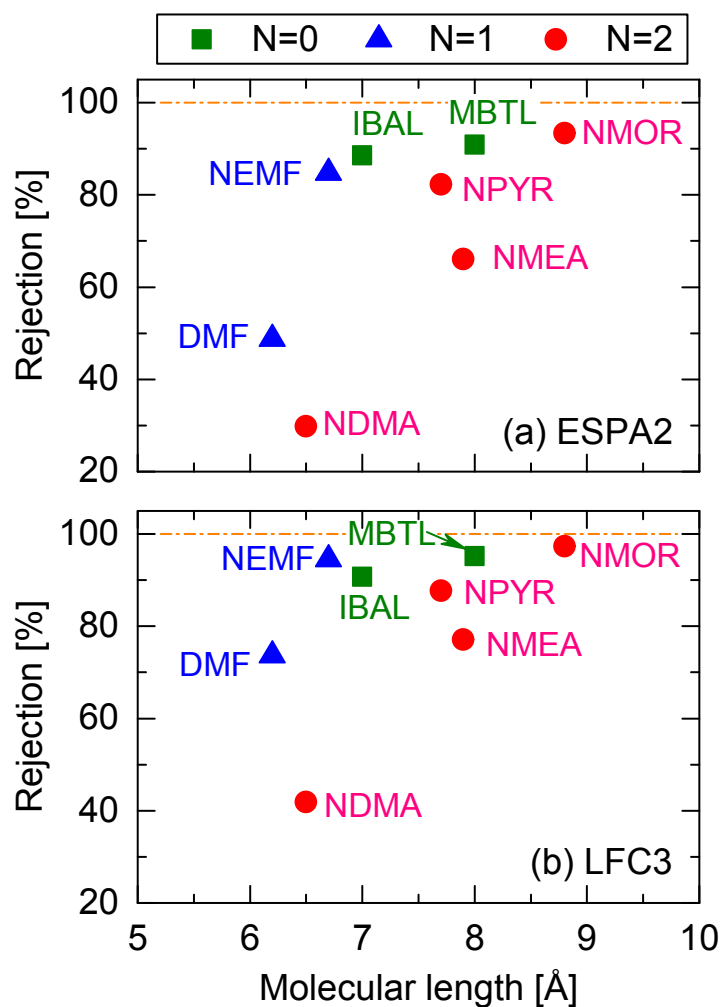 N=0 N=1 N=2
100
80
60
40
20
Rejection [%]
IBAL
MBTL
NMOR
NEMF
NPYR
NMEA
DMF
NDMA
(a) ESPA2
100
80
60
40
20
Rejection [%]
MBTL
NEMF
NMOR
NPYR
IBAL
NMEA
DMF
NDMA
(b) LFC3
5 6 7 8 9 10
Molecular length [Å]